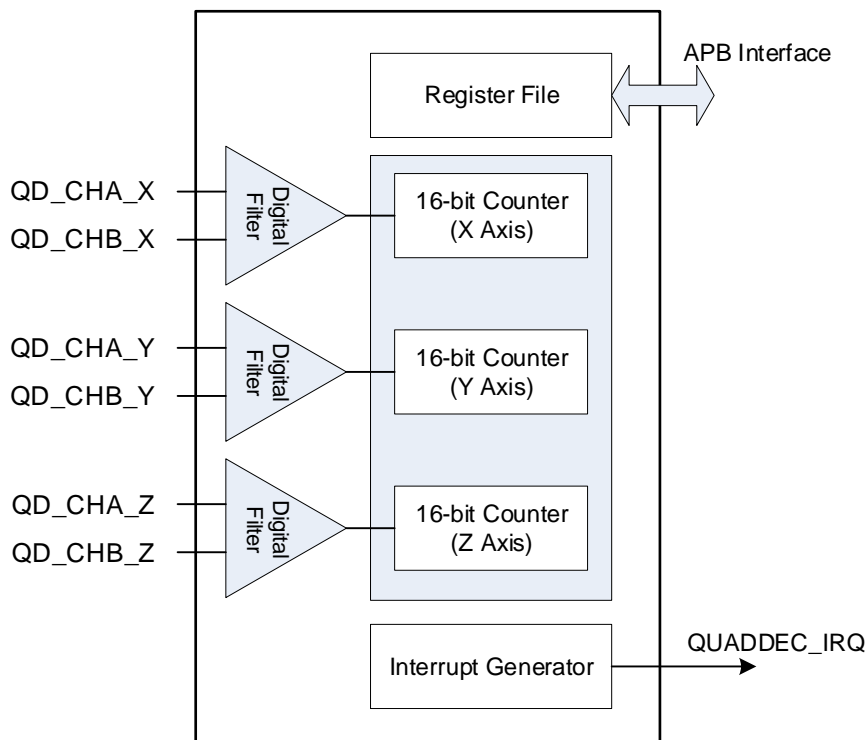 APB Interface
Register File
QD_CHA_X
QD_CHB_X
Digital
Filter
16-bit Counter
(X Axis)
QD_CHA_Y
QD_CHB_Y
Digital
Filter
16-bit Counter
(Y Axis)
QD_CHA_Z
QD_CHB_Z
Digital
Filter
16-bit Counter
(Z Axis)
Interrupt Generator
QUADDEC_IRQ